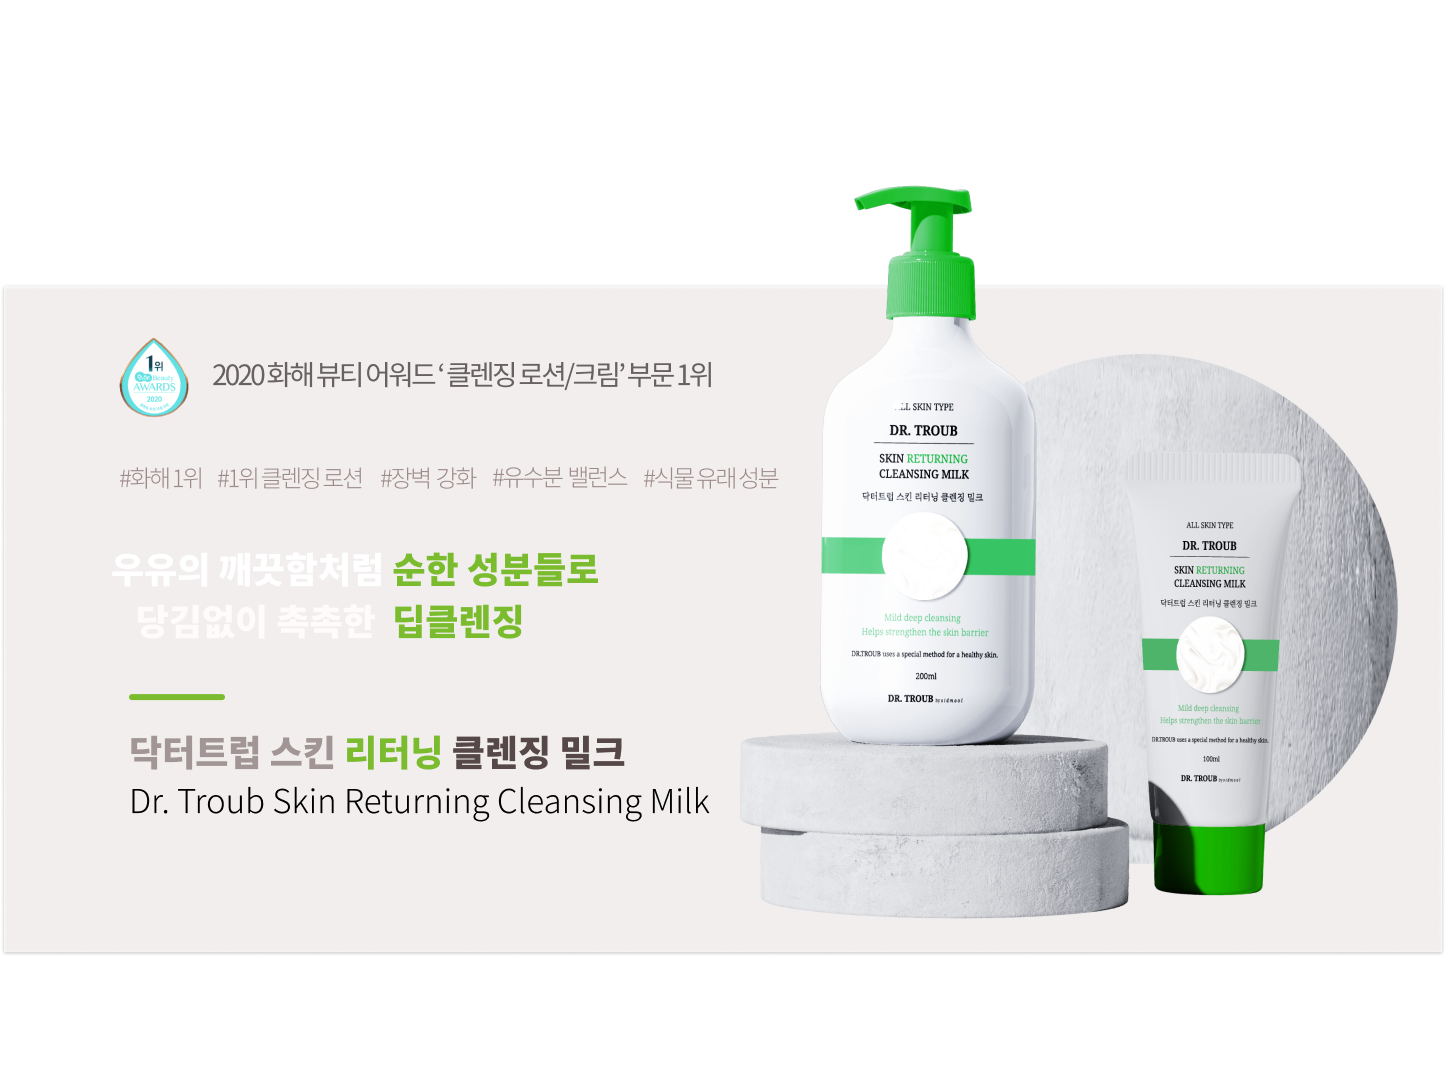 1위
Beauty
AWARDS
2020
2020 화해 뷰티 어워드 ‘ 클렌징 로션/크림’ 부문 1위
#화해 1위 #1위 클렌징 로션 #장벽 강화 #유수분 밸런스 #식물 유래 성분
우유의 깨끗함처럼 순한 성분들로
당김없이 촉촉한 딥클렌징
닥터트럽 스킨 리터닝 클렌징 밀크
Dr. Troub Skin Returning Cleansing Milk
ALL SKIN TYPE
DR. TROUB
SKIN RETURNING
CLEANSING MILK
닥터트럽 스킨 리터닝 클렌징 밀크
Mild deep cleansing
Helps strengthen the skin barrier
DR.TROUB uses a special method for a healthy skin.
200ml
DR. TROUB
ALL SKIN TYPE
DR. TROUB
SKIN RETURNING
CLEANSING MILK
닥터트럽 스킨 리터닝 클렌징 밀크
Mild deep cleansing
Helps strengthen the skin barrier
DR.TROUB uses a special method for a healthy skin.
100ml
DR. TROUB